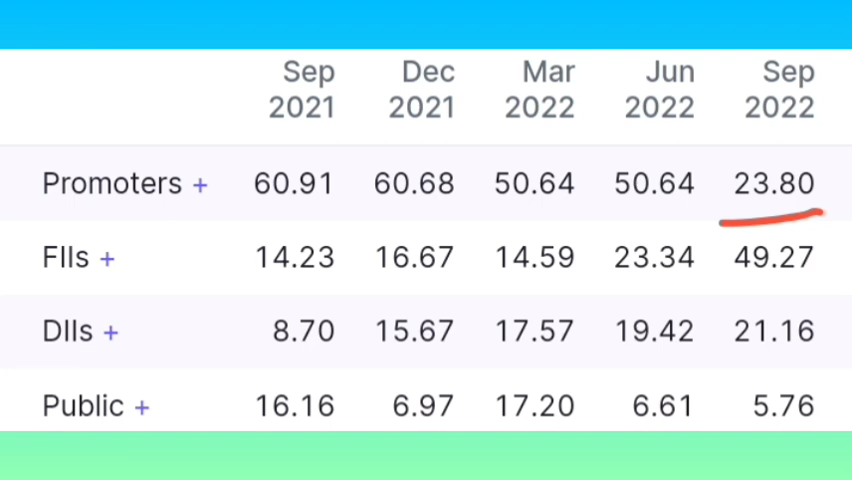 Sep Dec Mar Jun Sep
2021 2021 2022 2022 2022
Promoters + 60.91 60.68 50.64 50.64 23.80
FIIs + 14.23 16.67 14.59 23.34 49.27
DIIs + 8.70 15.67 17.57 19.42 21.16
Public + 16.16 6.97 17.20 6.61 5.76